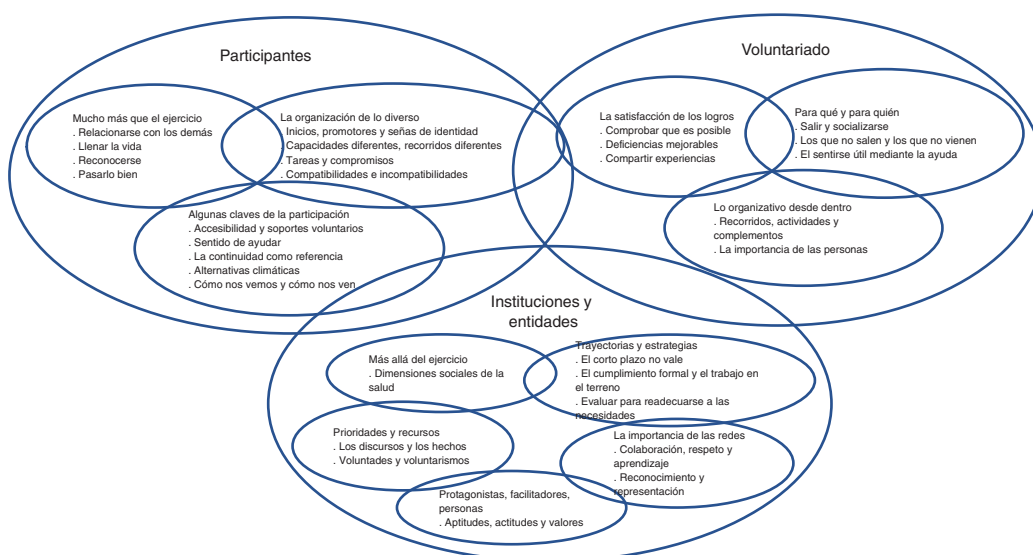 Participantes
Mucho más que el ejercicio
. Relacionarse con los demás
. Llenar la vida
. Reconocerse
. Pasarlo bien
La organización de lo diverso
. Inicios, promotores y señas de identidad
. Capacidades diferentes, recorridos diferentes
. Tareas y compromisos
. Compatibilidades e incompatibilidades
Algunas claves de la participación
. Accesibilidad y soportes voluntarios
. Sentido de ayudar
. La continuidad como referencia
. Alternativas climáticas
. Cómo nos vemos y cómo nos ven
Voluntariado
La satisfacción de los logros
. Comprobar que es posible
. Deficiencias mejorables
. Compartir experiencias
Para qué y para quién
. Salir y socializarse
. Los que no salen y los que no vienen
. El sentirse útil mediante la ayuda
Lo organizativo desde dentro
. Recorridos, actividades y
complementos
. La importancia de las personas
Instituciones y
entidades
Más allá del ejercicio
. Dimensiones sociales de la
salud
Trayectorias y estrategias
. El corto plazo no vale
. El cumplimiento formal y el trabajo en
el terreno
. Evaluar para readecuarse a las
necesidades
Prioridades y recursos
. Los discursos y los hechos
. Voluntades y voluntarismos
La importancia de las redes
. Colaboración, respeto y
aprendizaje
. Reconocimiento y
representación
Protagonistas, facilitadores,
personas
. Aptitudes, actitudes y valores